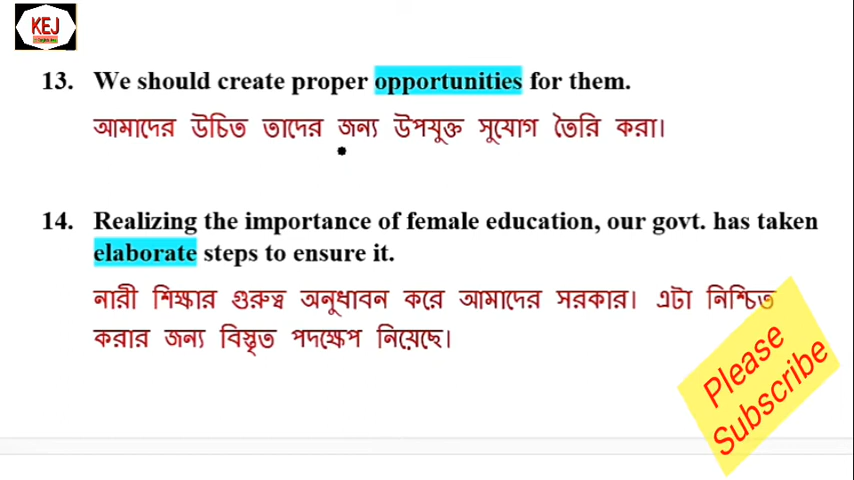 KEJ
13. We should create proper opportunities for them.
আমাদের উচিত তাদের জন্য উপযুক্ত সুযোগ তৈরি করা।
14. Realizing the importance of female education, our govt. has taken
elaborate steps to ensure it.
নারী শিক্ষার গুরুত্ব অনুধাবন করে আমাদের সরকার। এটা নিশ্চিত
করার জন্য বিস্তৃত পদক্ষেপ নিয়েছে।
Please
Subscribe